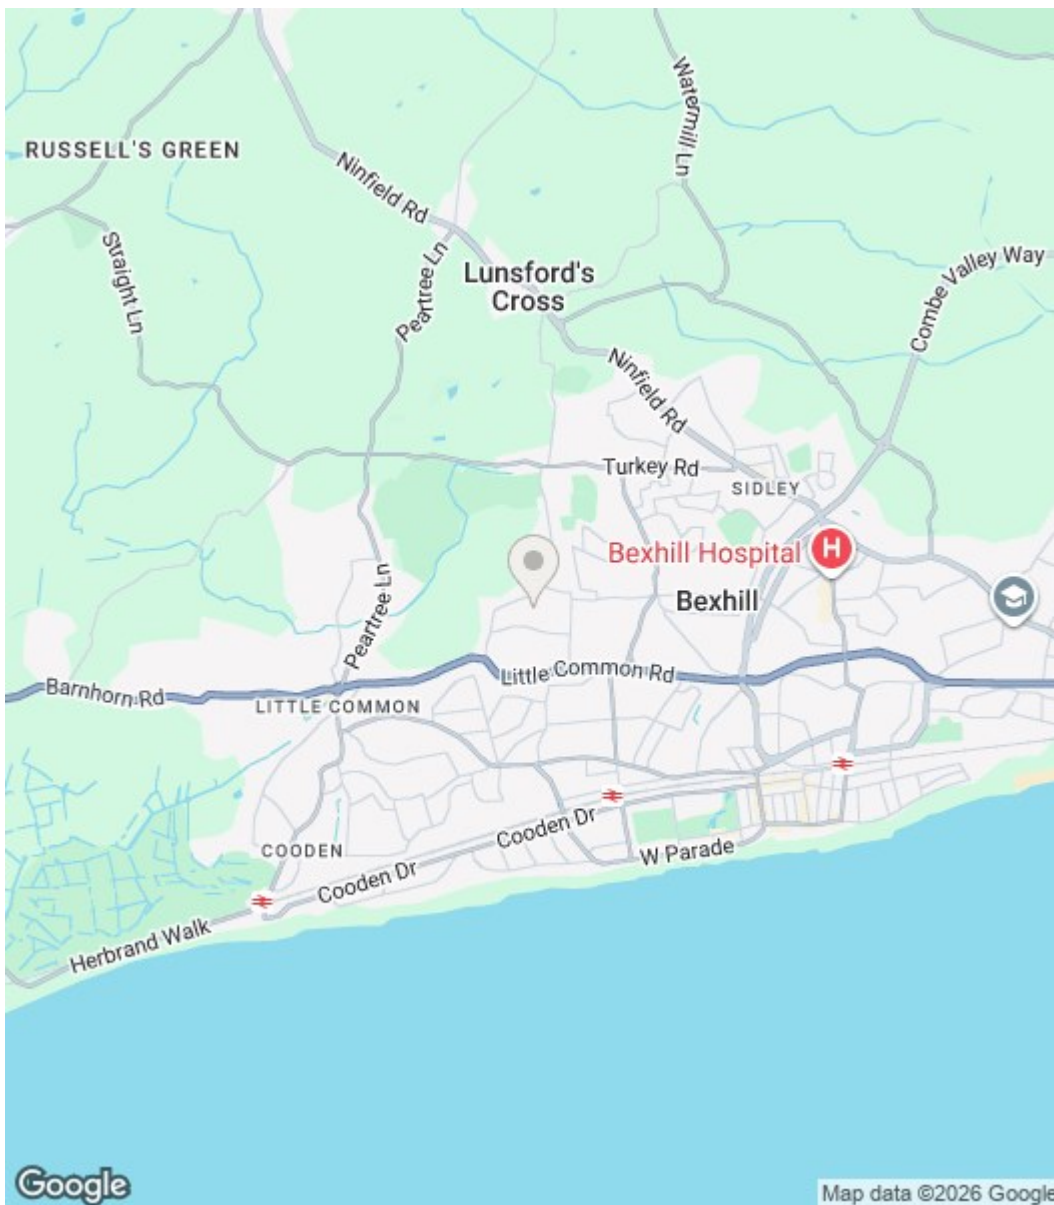 Watermill Ln
RUSSELL'S GREEN
Ninfield Rd
Straight Ln
Peartree Ln
Lunsford's
Cross
Combe Valley Way
Ninfield Rd
Turkey Rd
SIDLEY
Bexhill Hospital
H
Bexhill
Peartree Ln
Little Common Rd
Barnhorn Rd
LITTLE COMMON
Cooden Dr
COODEN
W Parade
Cooden Dr
Herbrand Walk
Google
Map data ©2026 Google